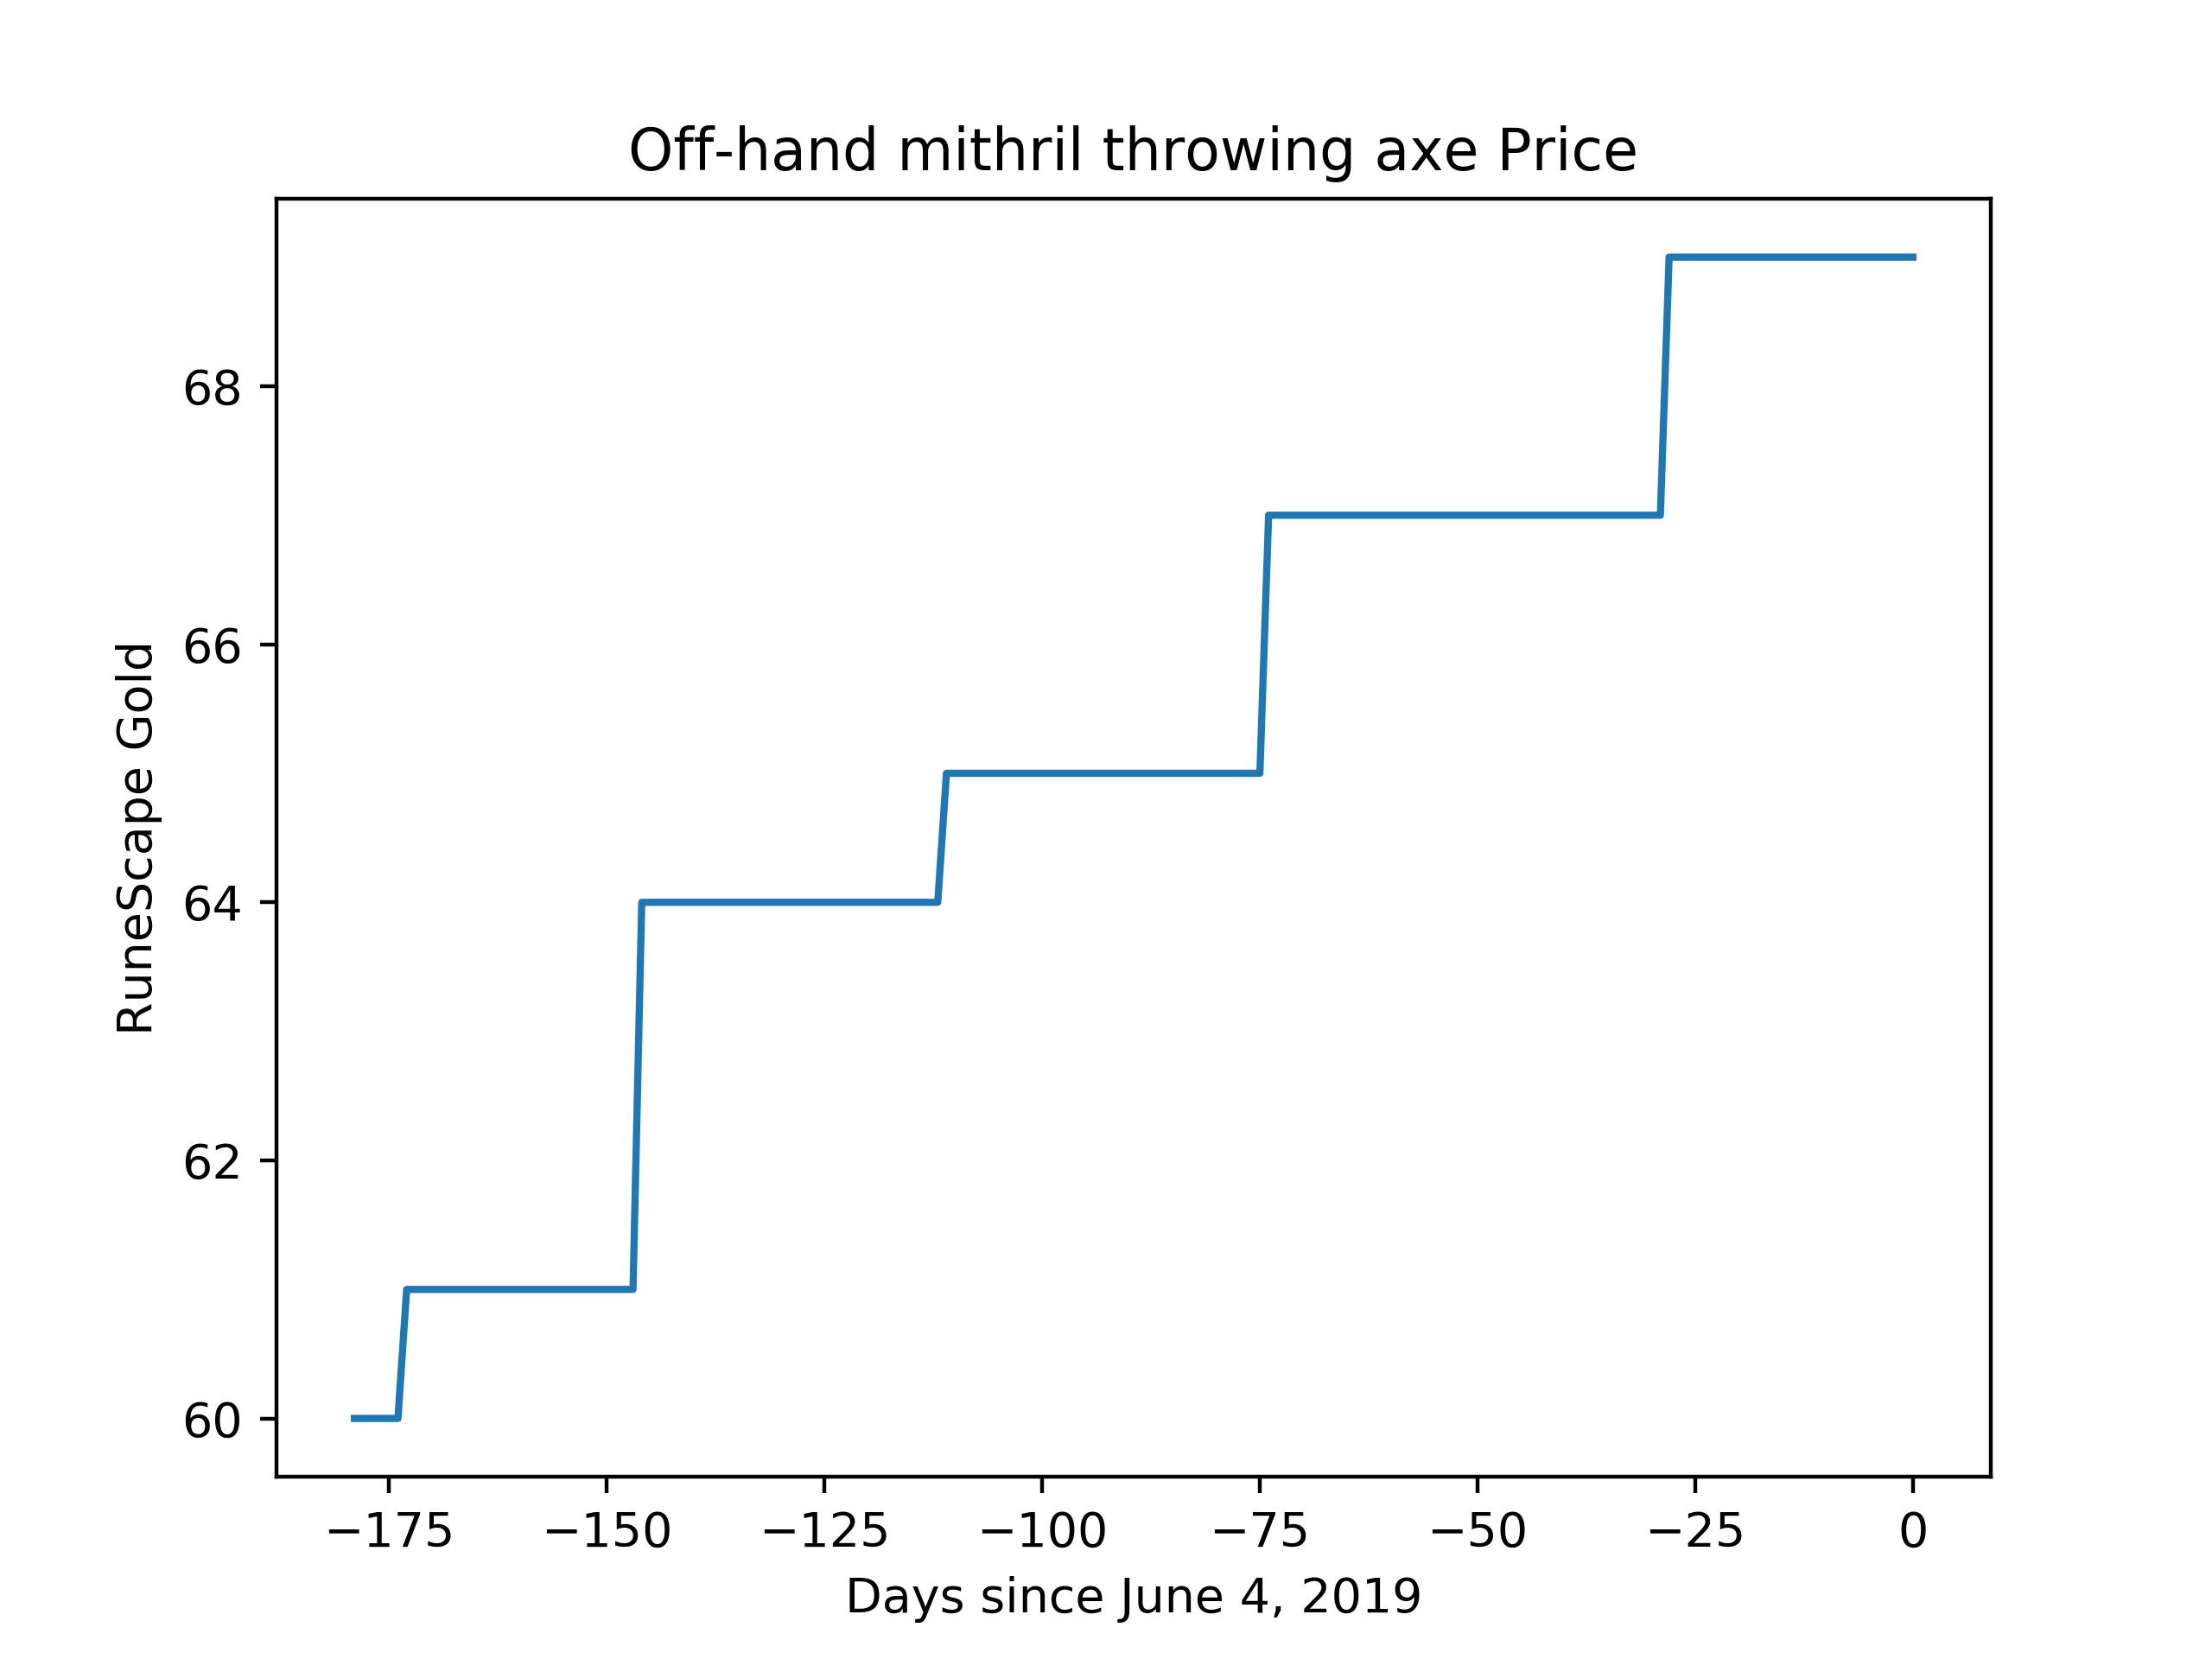 Off-hand mithril throwing axe Price
RuneScape Gold
68
66
64
62
60
−175 −150 −125 −100 −75 −50 −25 0
Days since June 4, 2019